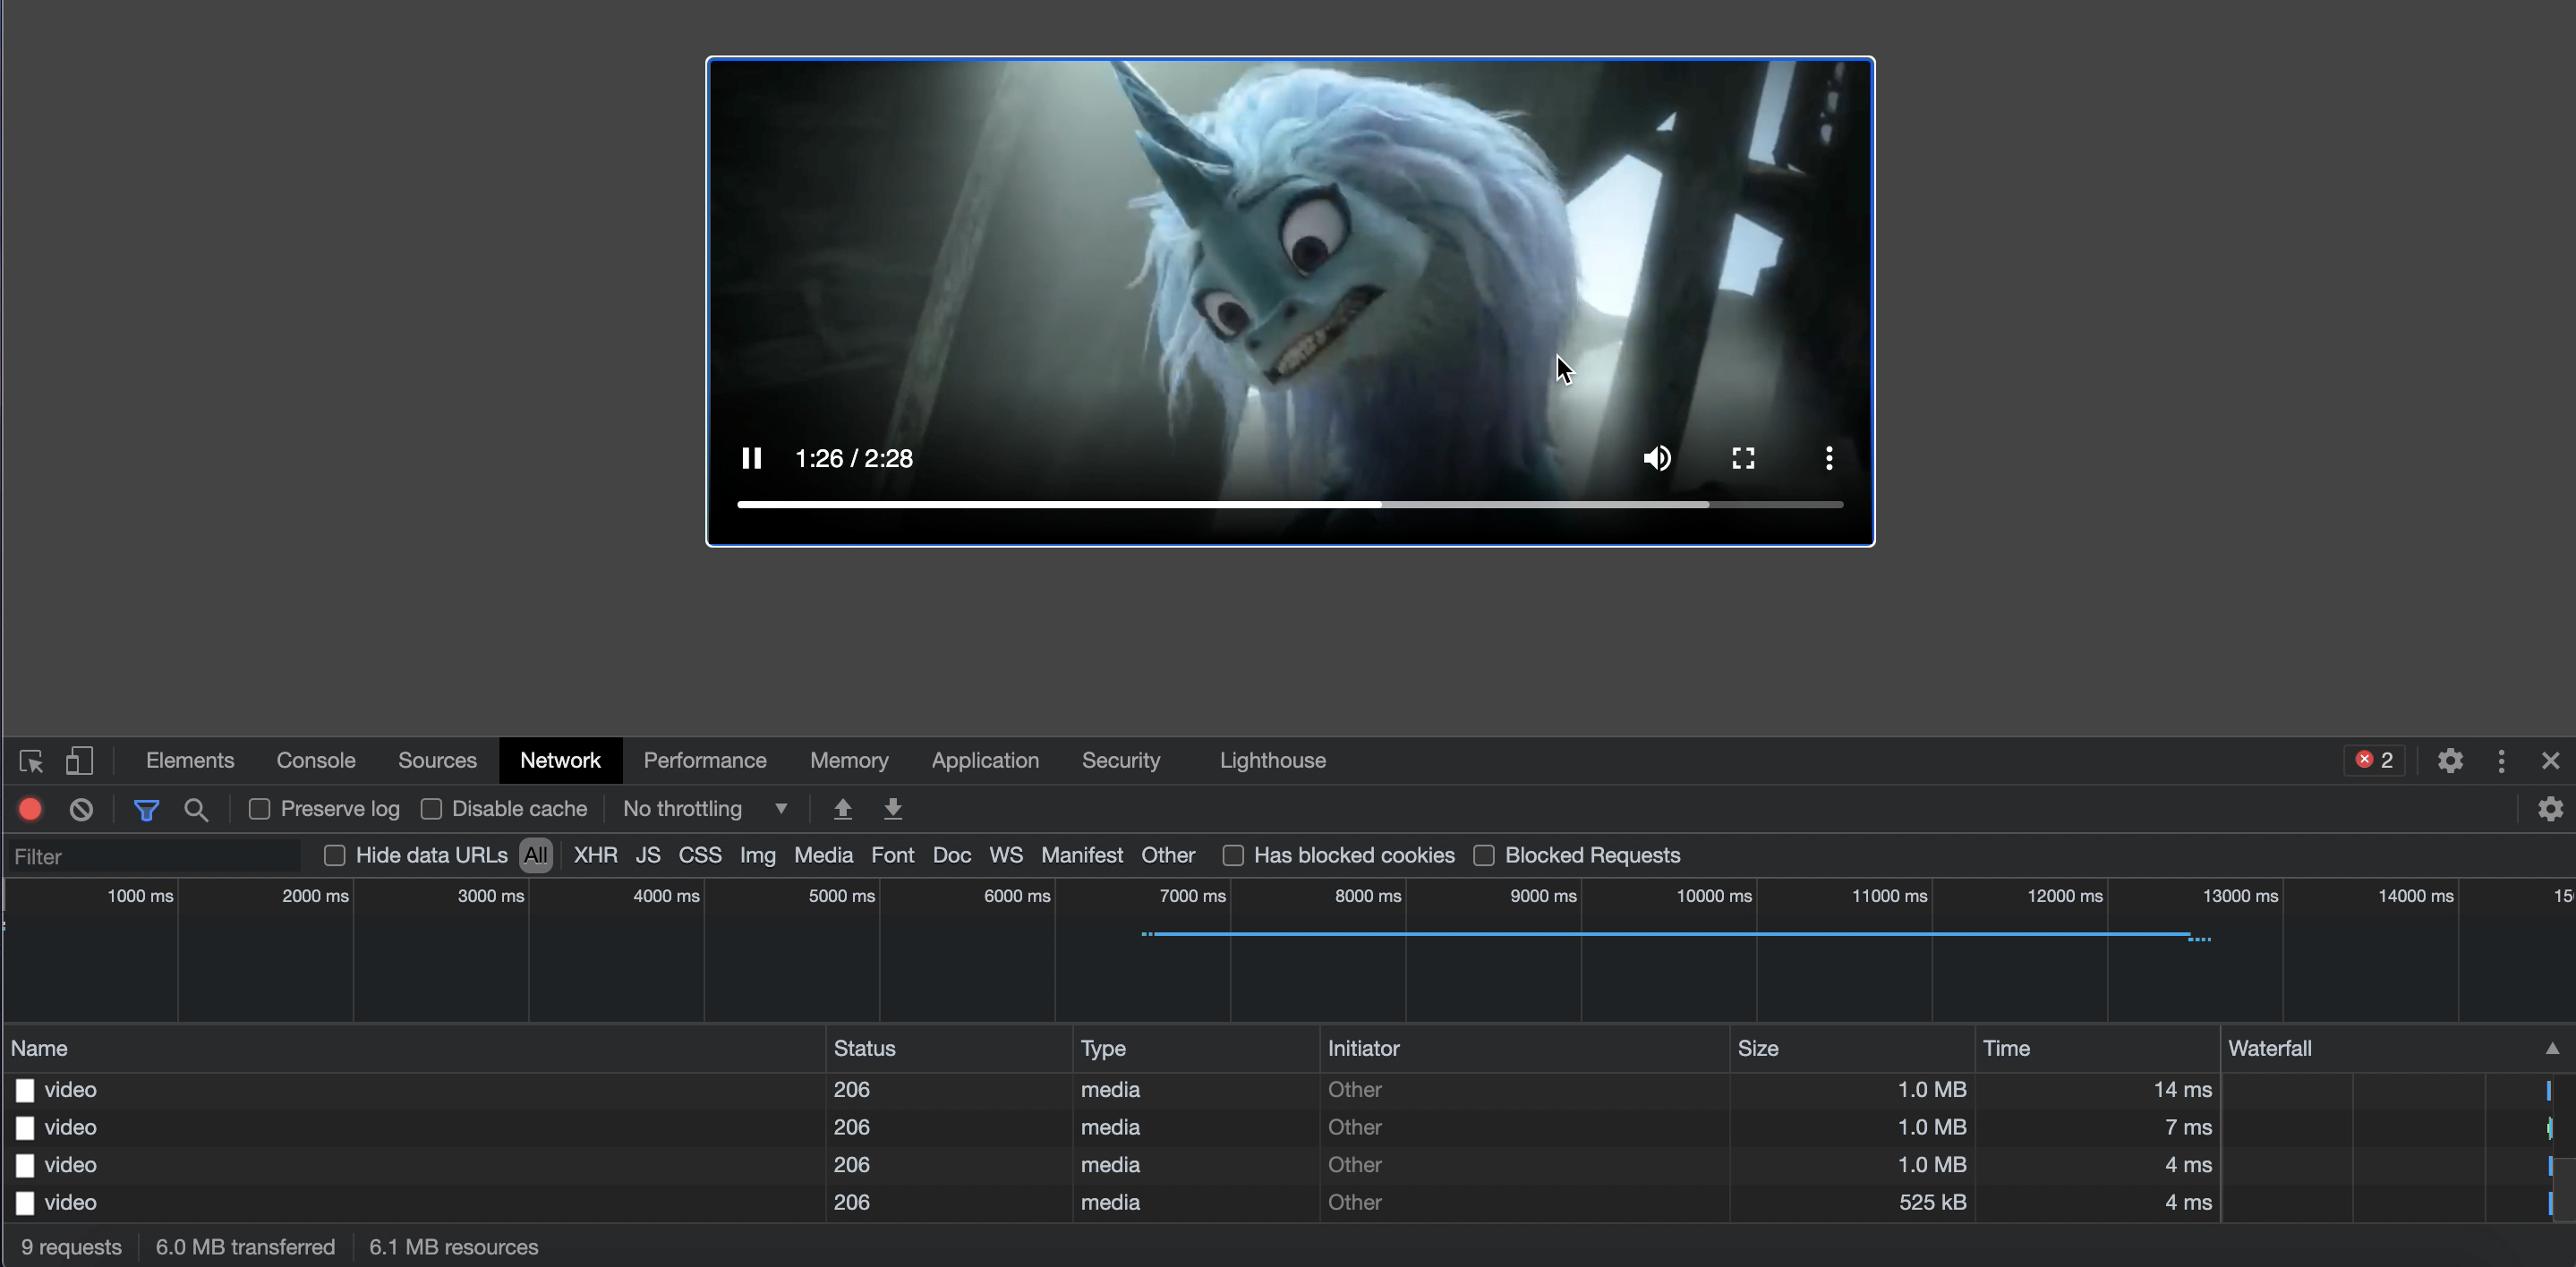 1:26 / 2:28
Elements Console Sources Network Performance Memory Application Security Lighthouse 2
Preserve log Disable cache No throttling
Filter Hide data URLs All XHR JS CSS Img Media Font Doc WS Manifest Other Has blocked cookies Blocked Requests
1000 ms 2000 ms 3000 ms 4000 ms 5000 ms 6000 ms 7000 ms 8000 ms 9000 ms 10000 ms 11000 ms 12000 ms 13000 ms 14000 ms 15
Name Status Type Initiator Size Time Waterfall
video 206 media Other 1.0 MB 14 ms
video 206 media Other 1.0 MB 7 ms
video 206 media Other 1.0 MB 4 ms
video 206 media Other 525 kB 4 ms
9 requests 6.0 MB transferred 6.1 MB resources